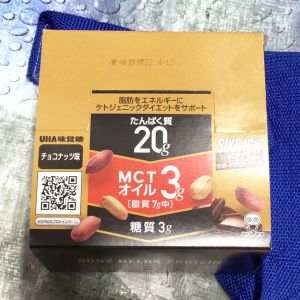 賞味期限22.4/LO
脂肪をエネルギーに
ケトジェニックダイエットをサポート
UHA味覚糖
チョコナッツ味
たんぱく質
20g
MCT
オイル 3g
[脂質7g中]
糖質3g
SIXPACK
BODY NEEDS PROTEIN